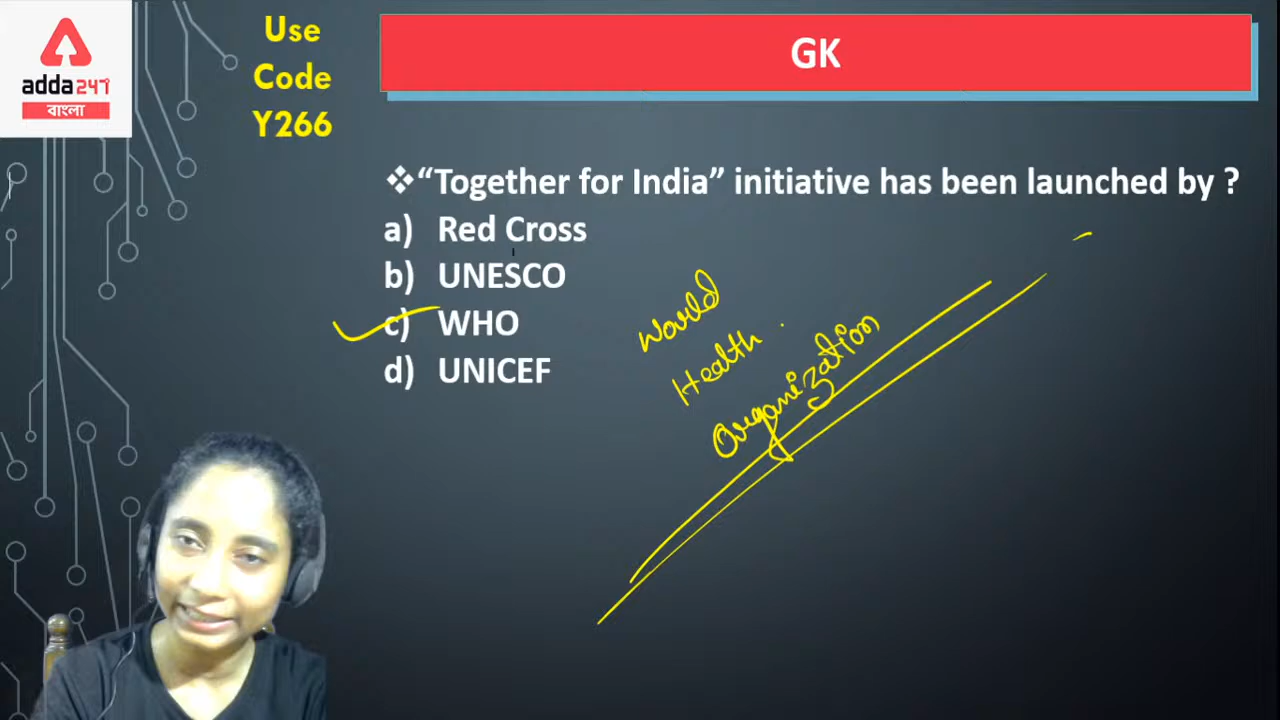 adda247
বাংলা
Use
Code
Y266
GK
❖“Together for India” initiative has been launched by ?
a) Red Cross
b) UNESCO
c) WHO
d) UNICEF
World
Health
Organization